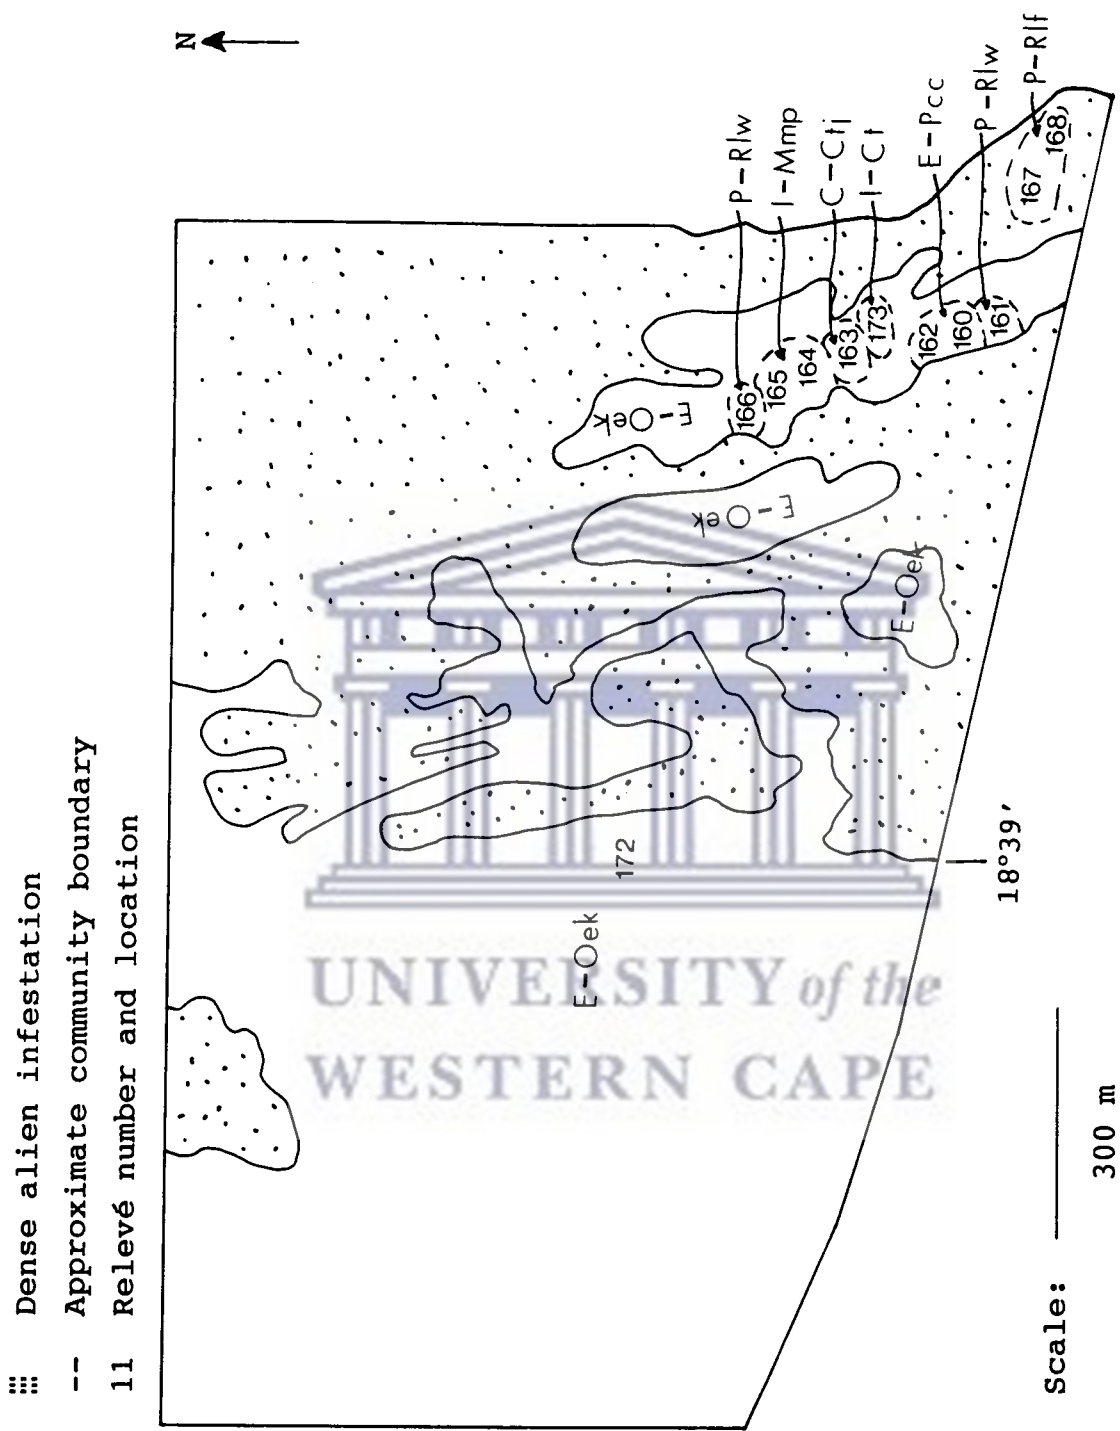 ⁝⁝⁝ Dense alien infestation
-- Approximate community boundary
11 Relevé number and location
N
P-Rlw
I-Mmp
C-Ctj
I-Ct
E-Pcc
P-Rlw
P-Rlf
E-Oek
E-Oek
E-Oek
E-Oek
166
165
164
163
173
162
160
161
167
168
172
18°39'
UNIVERSITY of the
WESTERN CAPE
Scale:
300 m